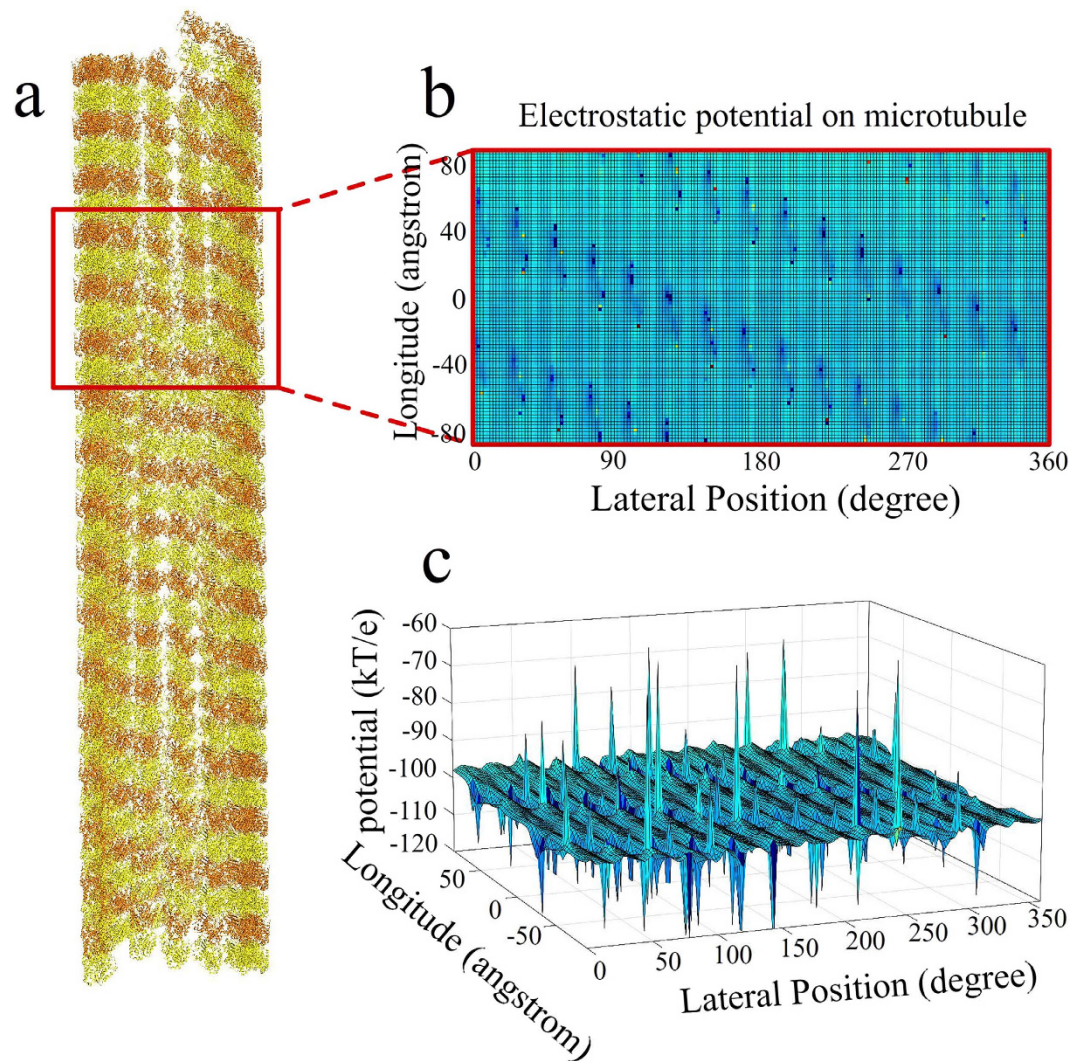 a
b
Electrostatic potential on microtubule
Longitude (angstrom)
80
40
0
-40
-80
0 90 180 270 360
Lateral Position (degree)
c
potential (kT/e)
-60
-70
-80
-90
-100
-110
-120
Longitude (angstrom)
50
0
-50
0 50 100 150 200 250 300 350
Lateral Position (degree)